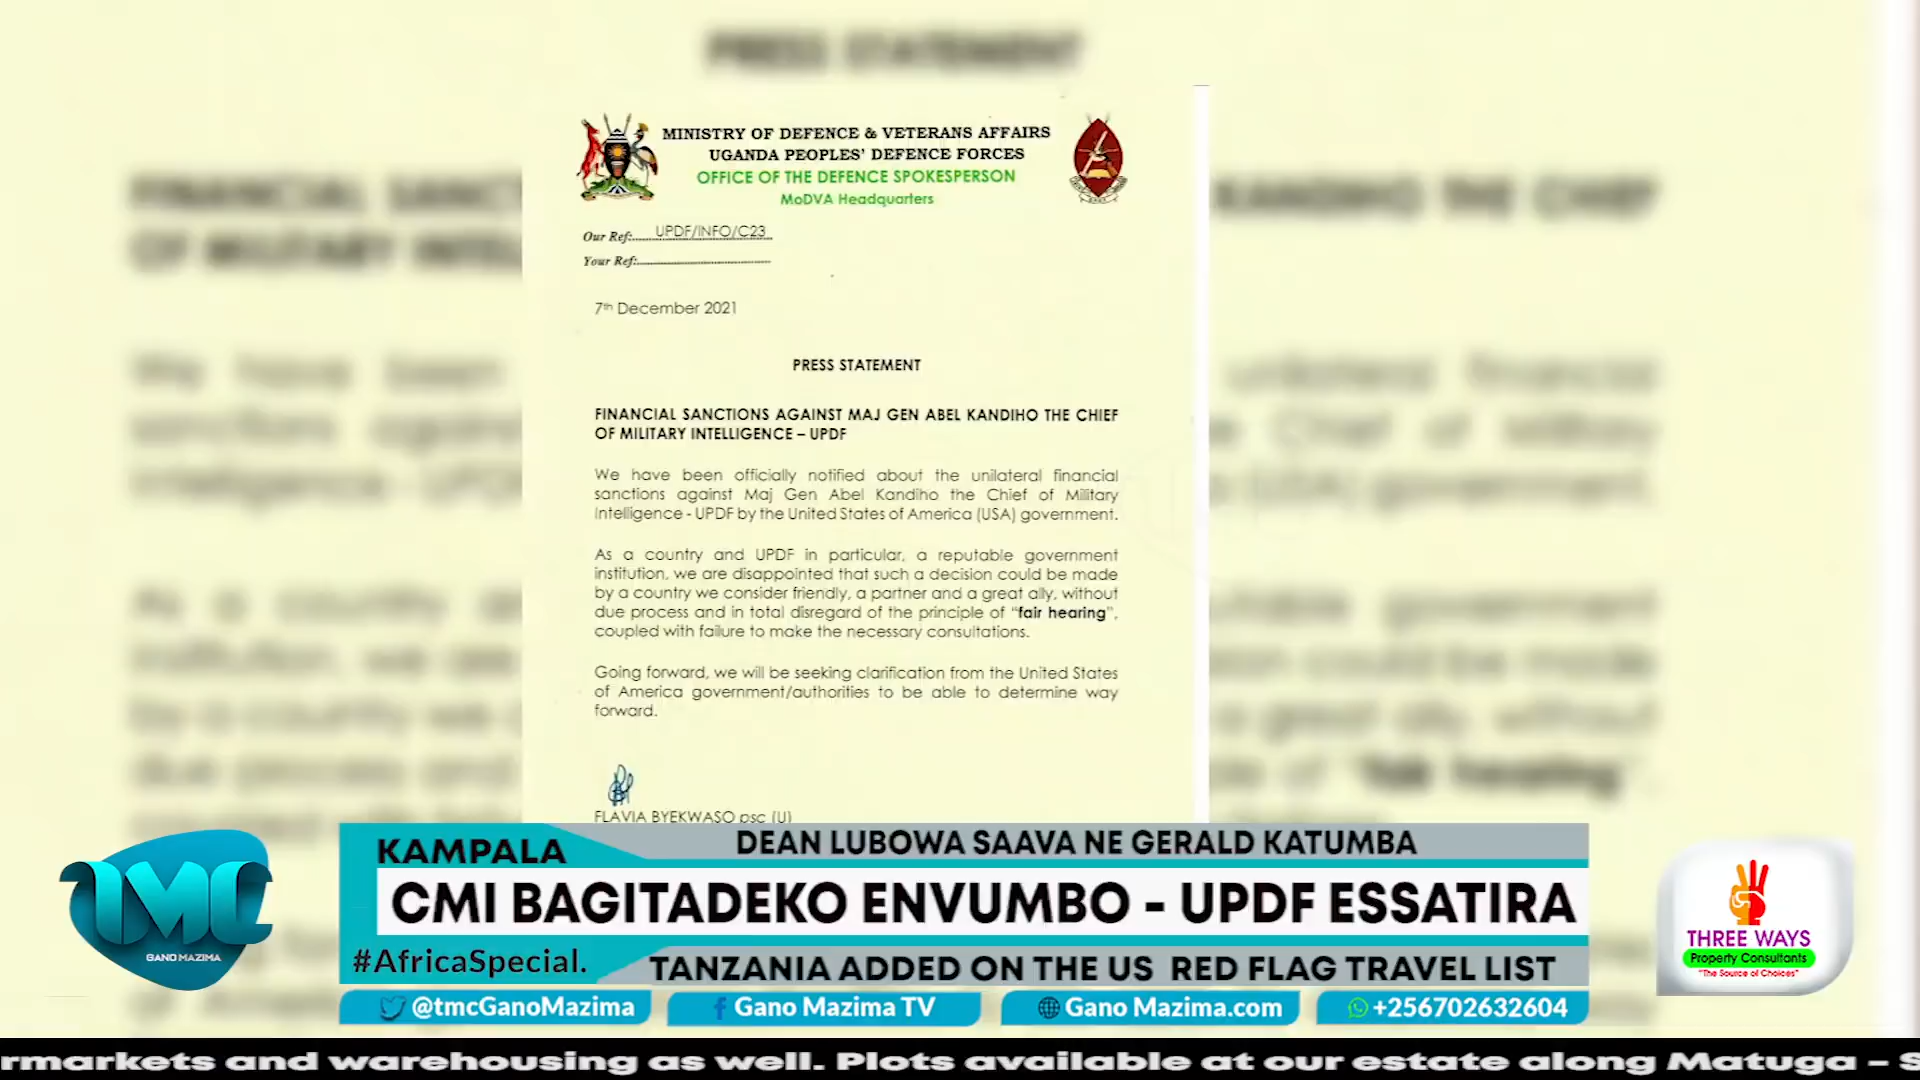 PRESS STATEMENT
MINISTRY OF DEFENCE & VETERANS AFFAIRS
UGANDA PEOPLES' DEFENCE FORCES
OFFICE OF THE DEFENCE SPOKESPERSON
MoDVA Headquarters
Our Ref:....UPDF/INFO/C23
Your Ref:....
7th December 2021
PRESS STATEMENT
FINANCIAL SANCTIONS AGAINST MAJ GEN ABEL KANDIHO THE CHIEF
OF MILITARY INTELLIGENCE – UPDF
We have been officially notified about the unilateral financial
sanctions against Maj Gen Abel Kandiho the Chief of Military
Intelligence - UPDF by the United States of America (USA) government.
As a country and UPDF in particular, a reputable government
institution, we are disappointed that such a decision could be made
by a country we consider friendly, a partner and a great ally, without
due process and in total disregard of the principle of "fair hearing",
coupled with failure to make the necessary consultations.
Going forward, we will be seeking clarification from the United States
of America government/authorities to be able to determine way
forward.
FLAVIA BYEKWASO psc (U)
KAMPALA
DEAN LUBOWA SAAVA NE GERALD KATUMBA
CMI BAGITADEKO ENVUMBO - UPDF ESSATIRA
#AfricaSpecial.
TANZANIA ADDED ON THE US RED FLAG TRAVEL LIST
TMC
GANO MAZIMA
THREE WAYS
Property Consultants
"The Source of Choices"
@tmcGanoMazima
Gano Mazima TV
Gano Mazima.com
+256702632604
rmarkets and warehousing as well. Plots available at our estate along Matuga – S